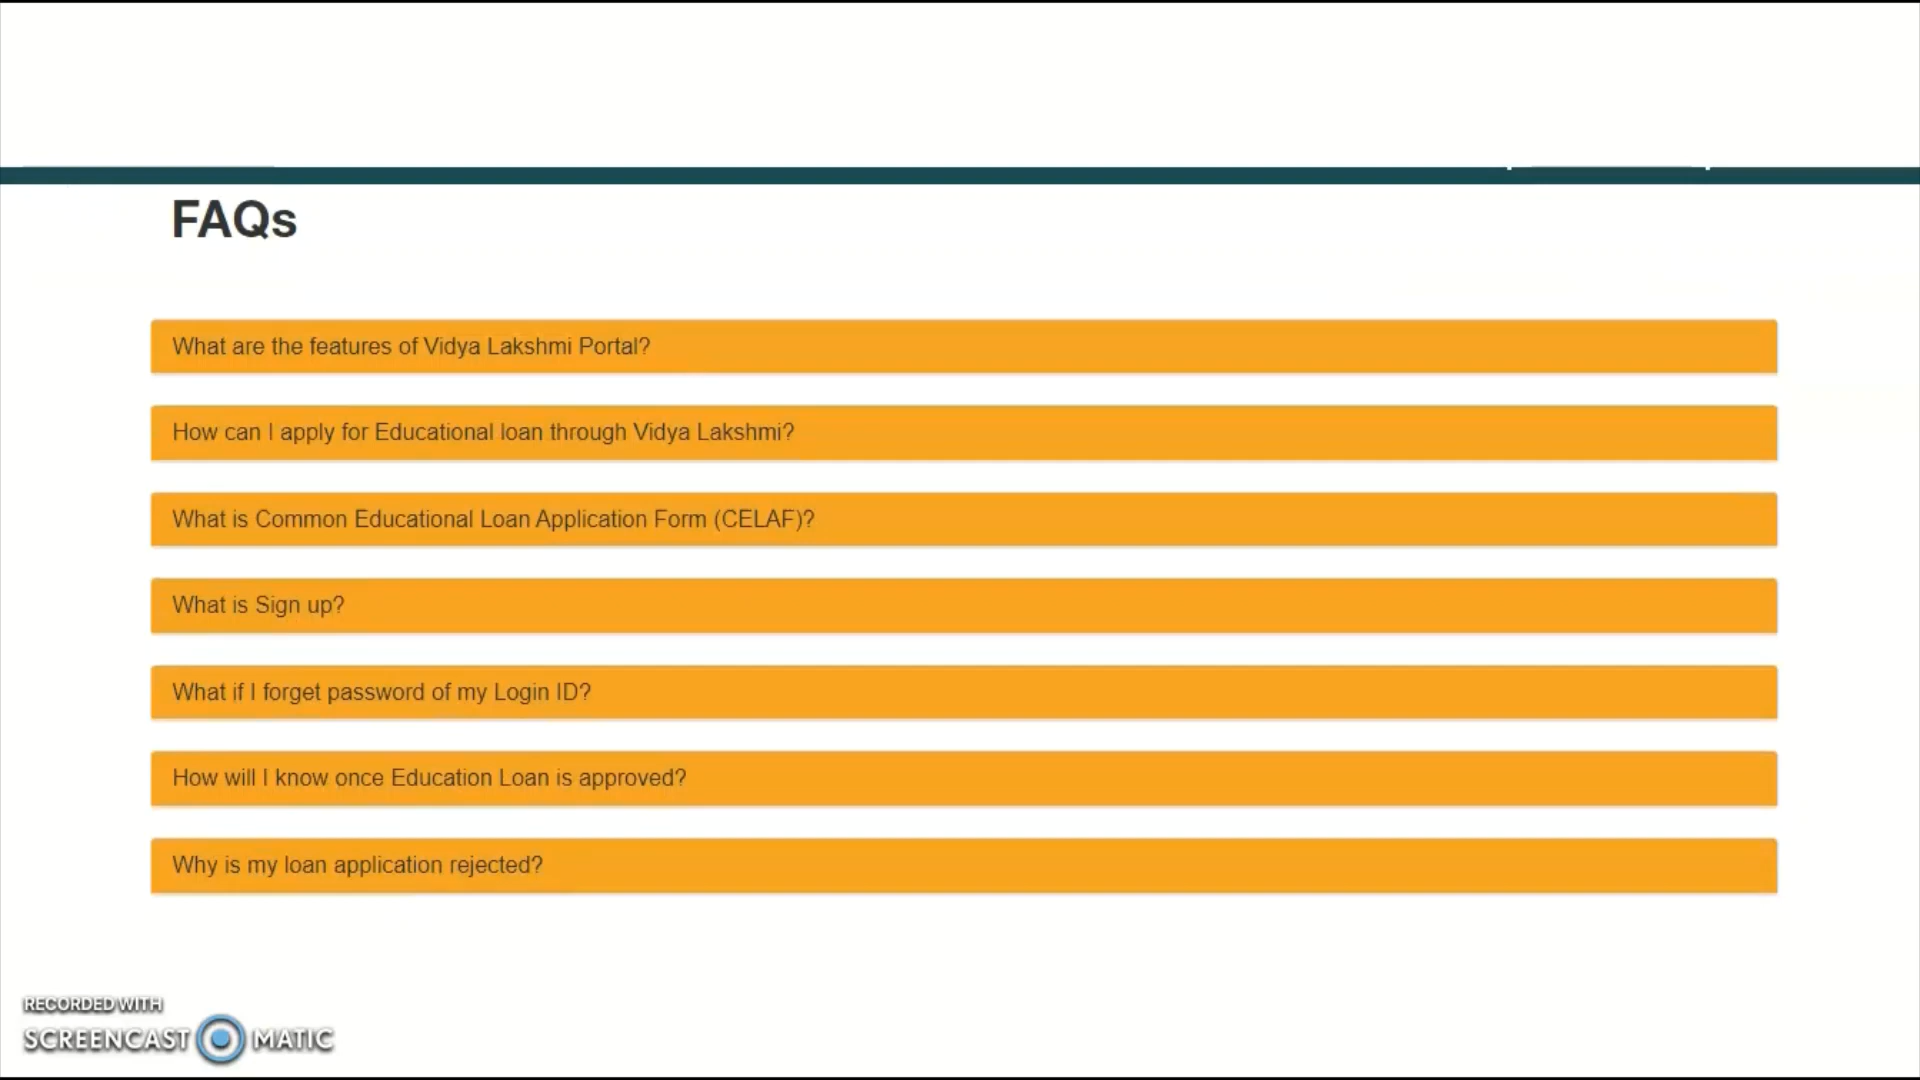 FAQs
What are the features of Vidya Lakshmi Portal?
How can I apply for Educational loan through Vidya Lakshmi?
What is Common Educational Loan Application Form (CELAF)?
What is Sign up?
What if I forget password of my Login ID?
How will I know once Education Loan is approved?
Why is my loan application rejected?
RECORDED WITH
SCREENCAST MATIC